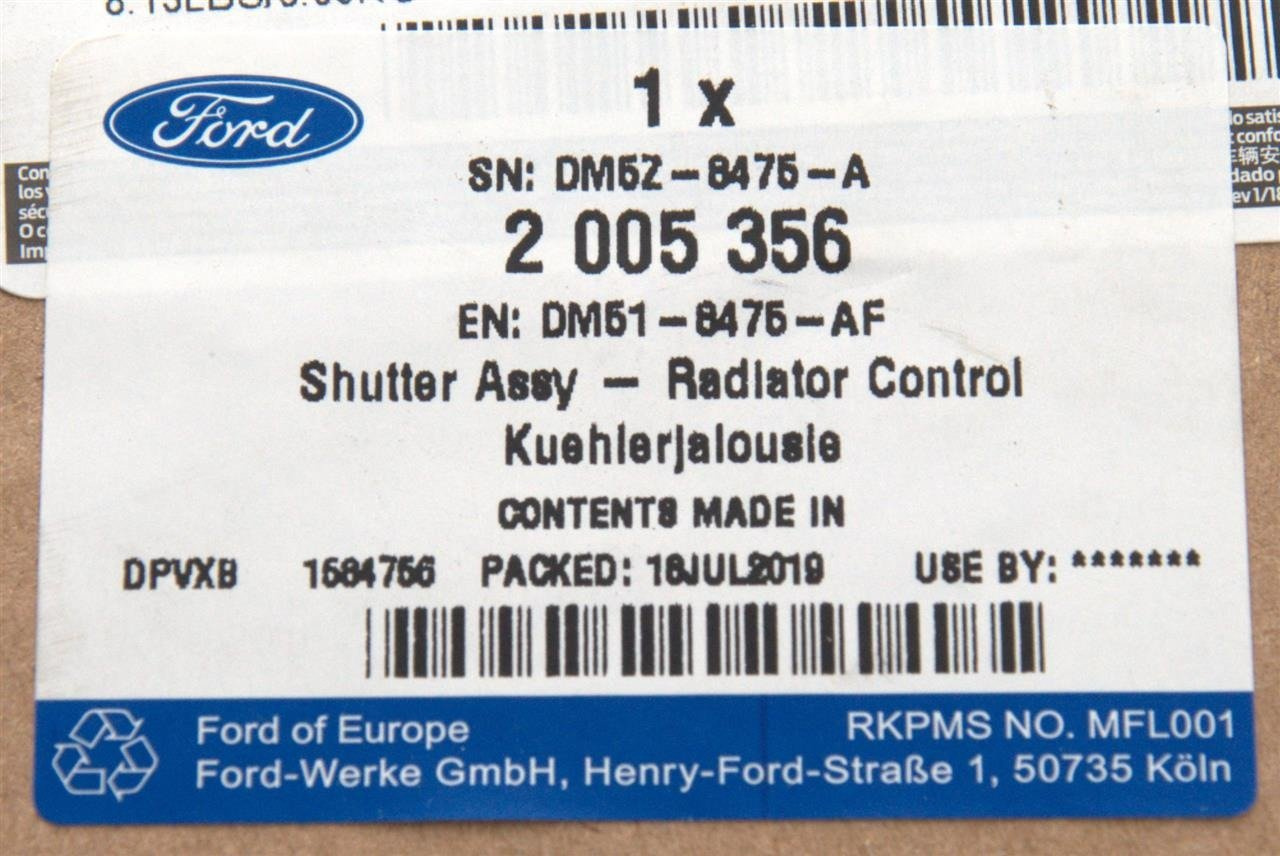 Ford
1 x
SN: DM5Z-8475-A
2 005 356
EN: DM51-8475-AF
Shutter Assy - Radiator Control
Kuehlerjalousie
CONTENTS MADE IN
DPVXB 1584756 PACKED: 18JUL2019 USE BY: *******
Ford of Europe RKPMS NO. MFL001
Ford-Werke GmbH, Henry-Ford-Straße 1, 50735 Köln